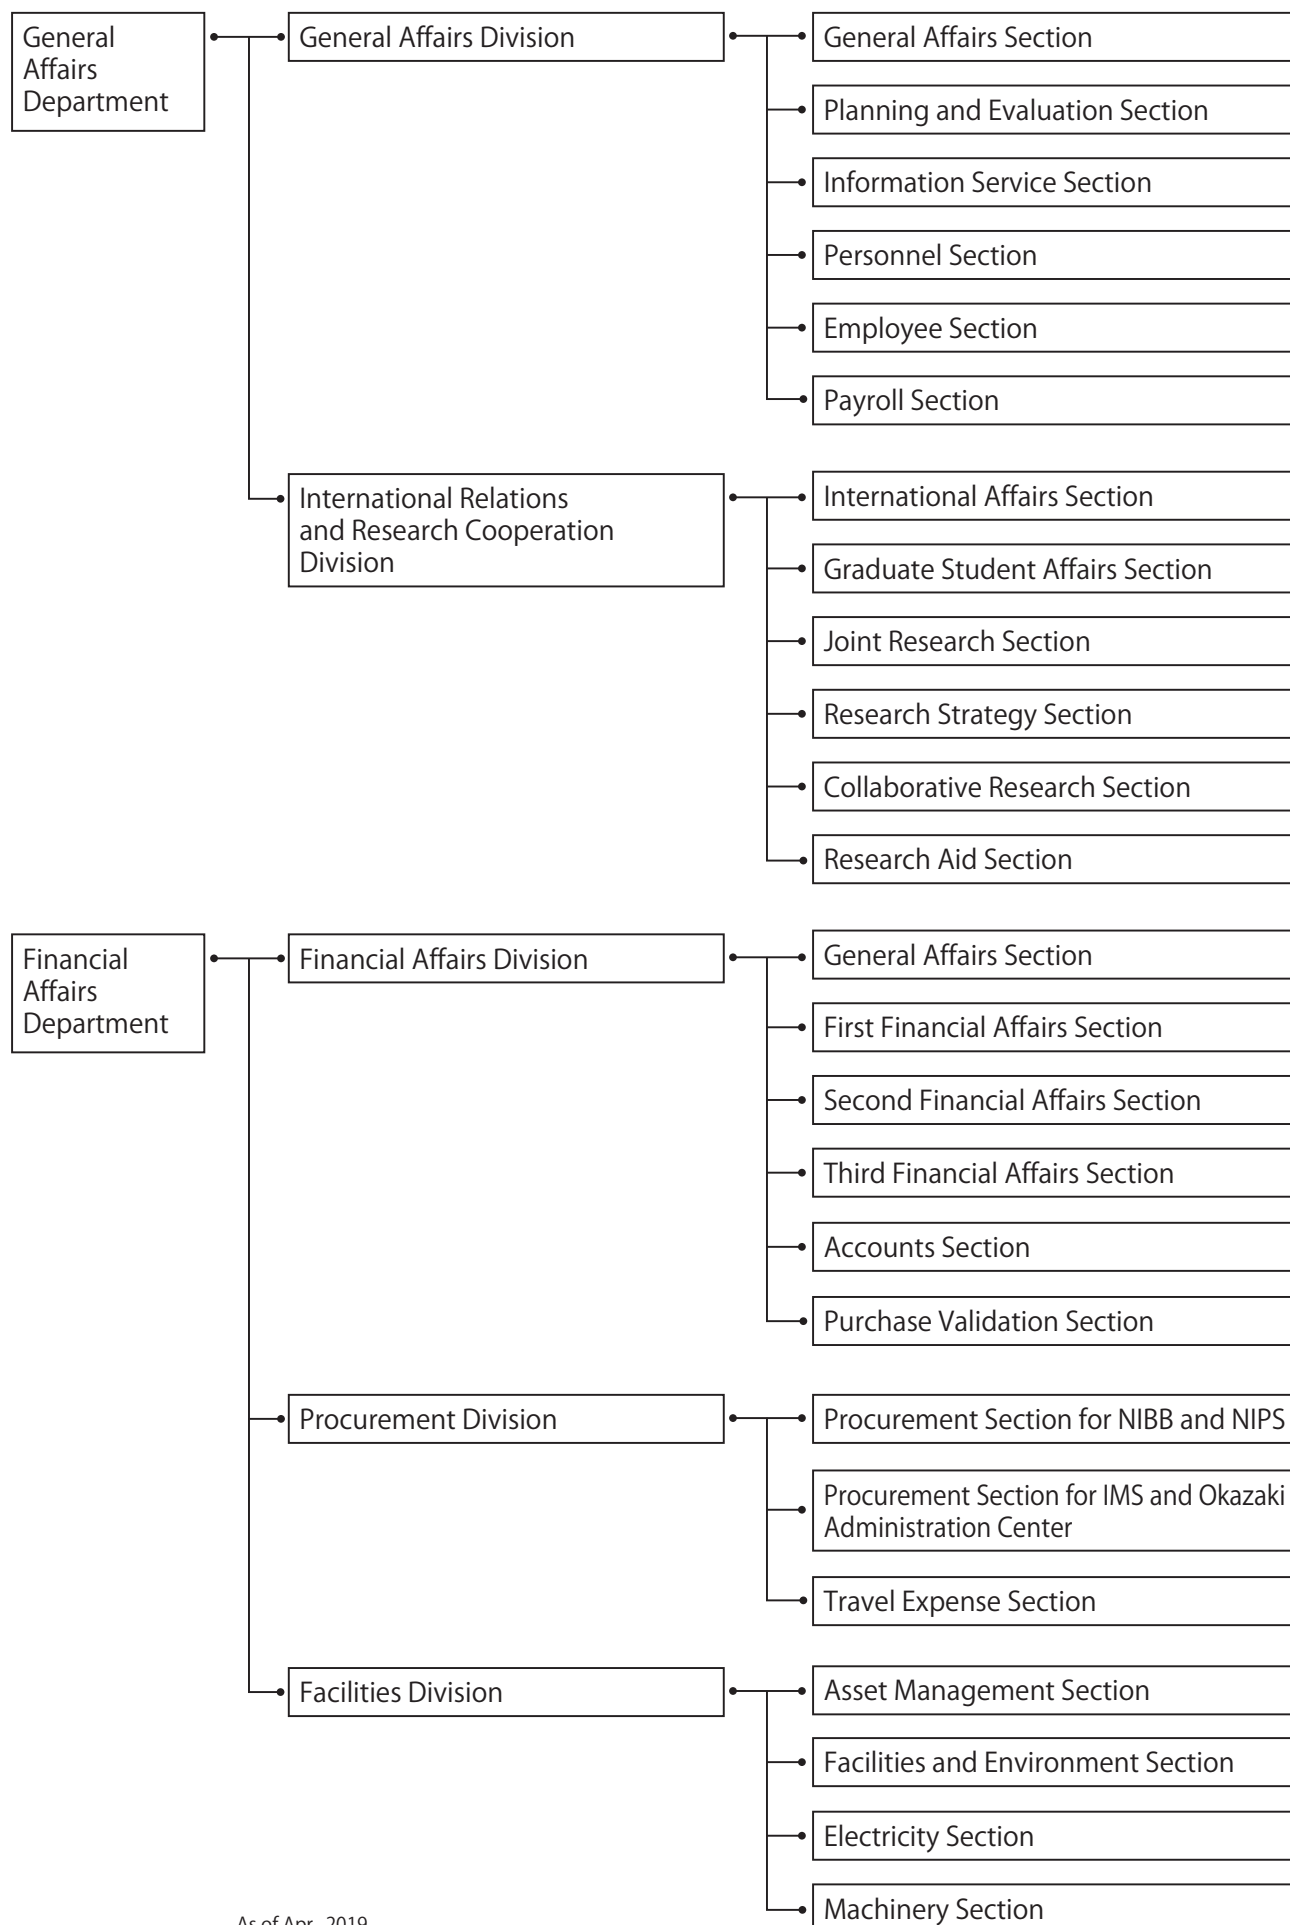 General
Affairs
Department
General Affairs Division
General Affairs Section
Planning and Evaluation Section
Information Service Section
Personnel Section
Employee Section
Payroll Section
International Relations
and Research Cooperation
Division
International Affairs Section
Graduate Student Affairs Section
Joint Research Section
Research Strategy Section
Collaborative Research Section
Research Aid Section
Financial
Affairs
Department
Financial Affairs Division
General Affairs Section
First Financial Affairs Section
Second Financial Affairs Section
Third Financial Affairs Section
Accounts Section
Purchase Validation Section
Procurement Division
Procurement Section for NIBB and NIPS
Procurement Section for IMS and Okazaki
Administration Center
Travel Expense Section
Facilities Division
Asset Management Section
Facilities and Environment Section
Electricity Section
Machinery Section
As of Apr., 2019